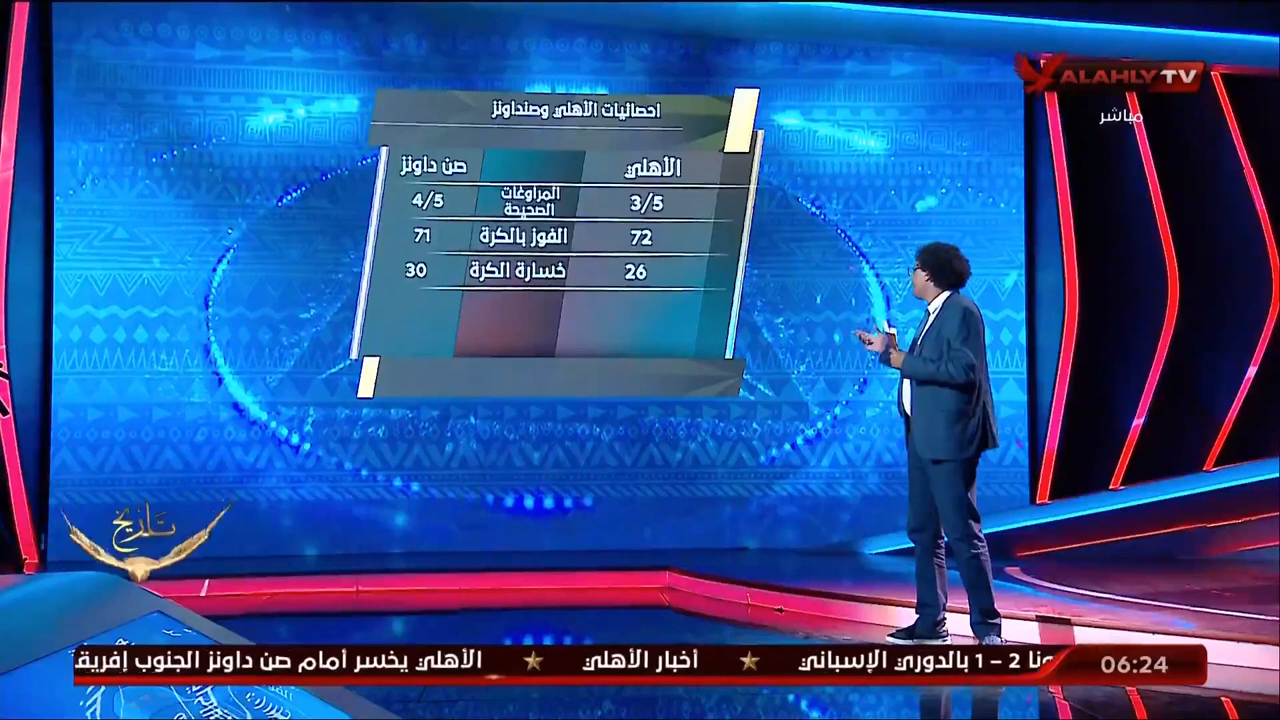 ALAHLY TV
مباشر
احصائيات الأهلي وصنداونز
الأهلي صن داونز
3/5 المراوغات الصحيحة 4/5
72 الفوز بالكرة 71
26 خسارة الكرة 30
تاريخ
ونا 2 – 1 بالدوري الإسباني ★ أخبار الأهلي ★ الأهلي يخسر أمام صن داونز الجنوب إفريق
06:24